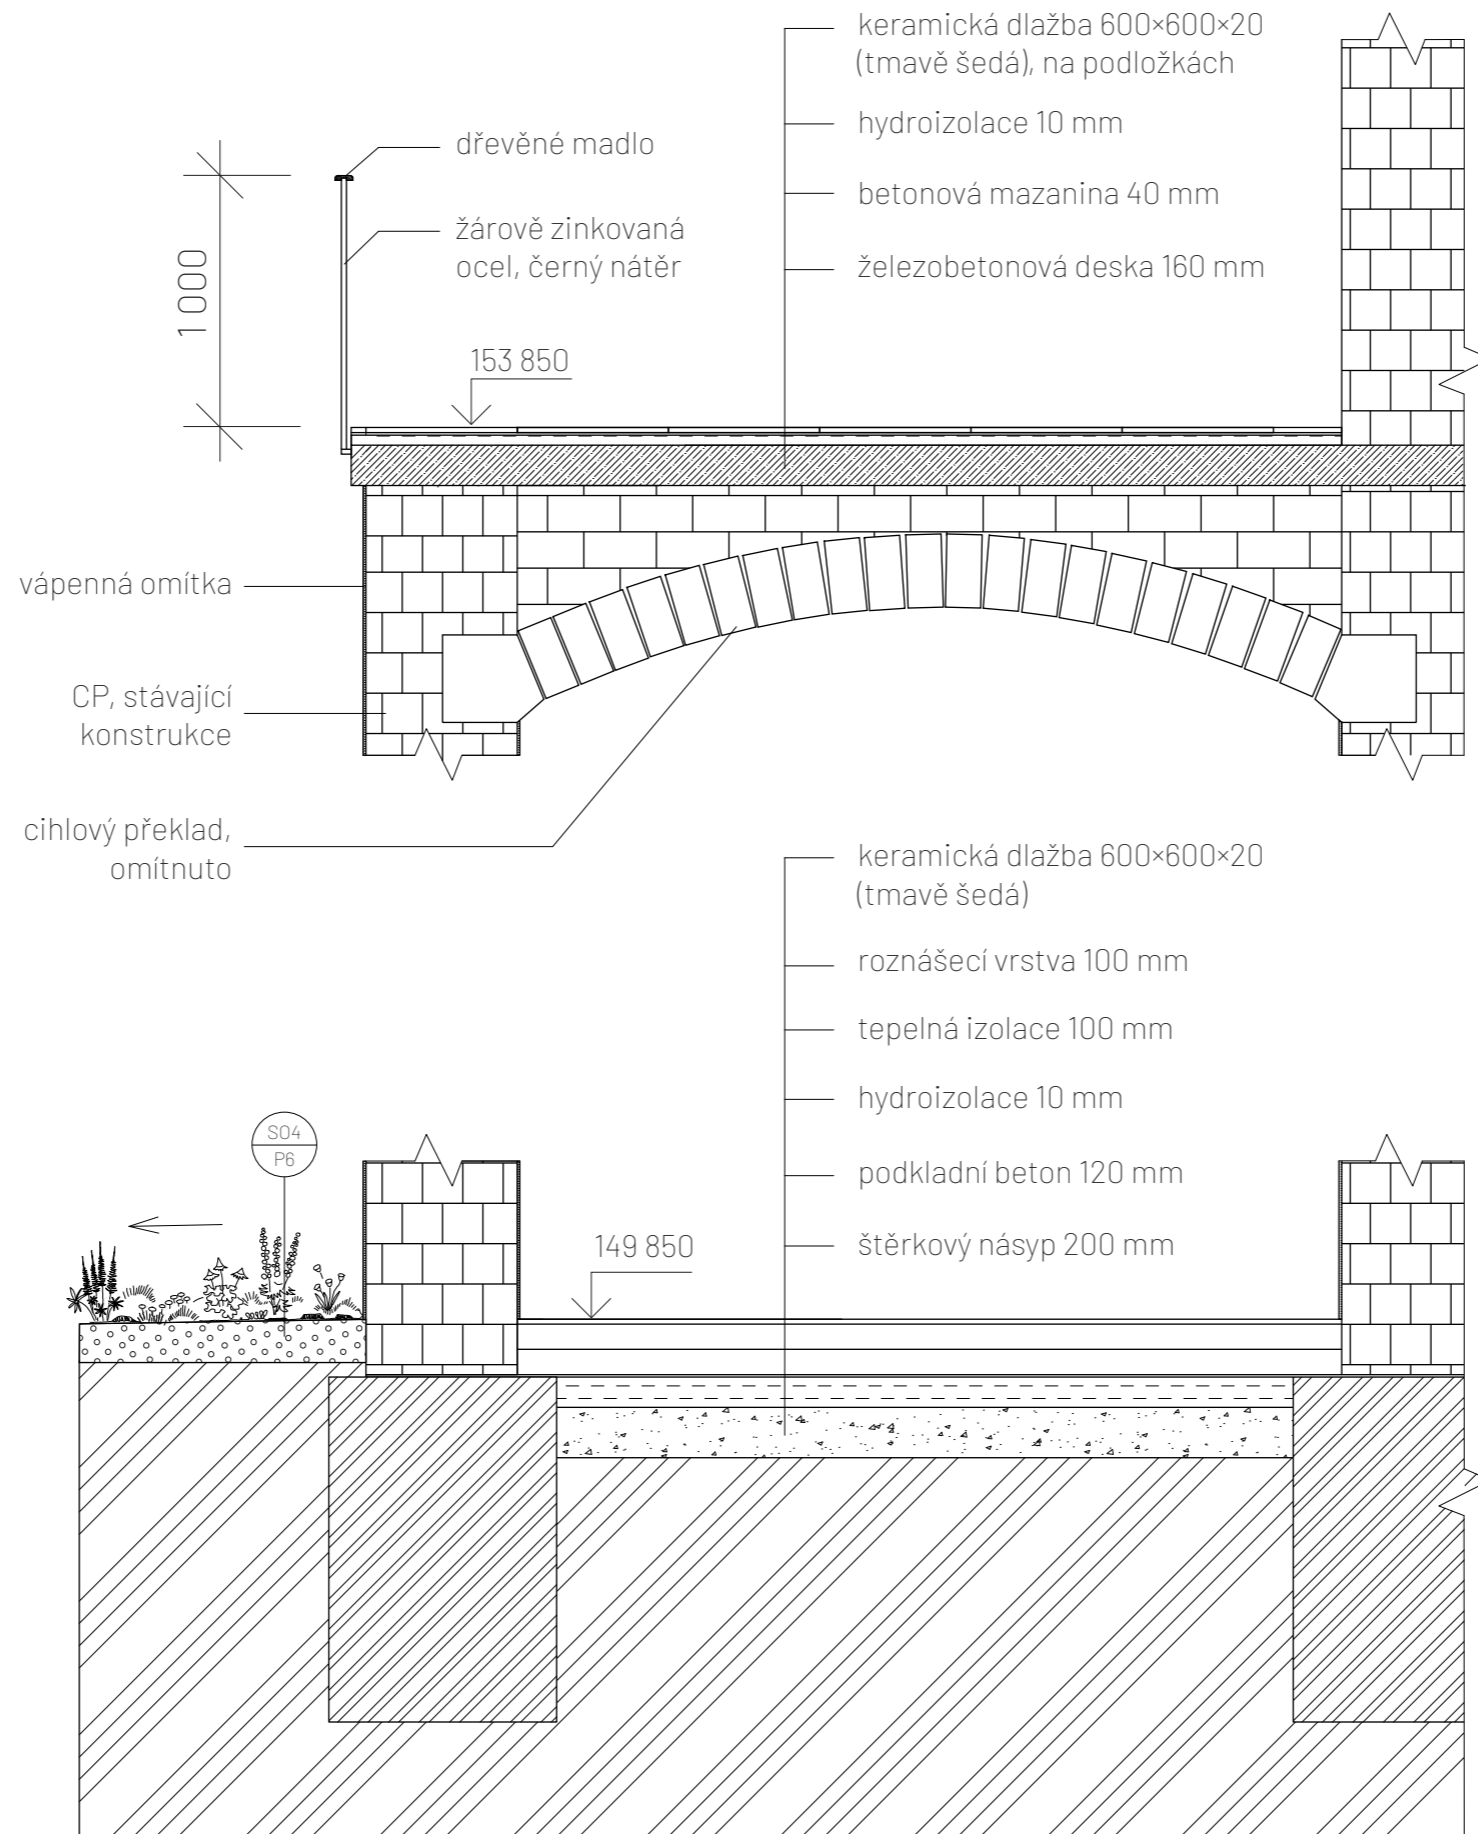 keramická dlažba 600×600×20
(tmavě šedá), na podložkách
hydroizolace 10 mm
betonová mazanina 40 mm
železobetonová deska 160 mm
dřevěné madlo
žárově zinkovaná
ocel, černý nátěr
1 000
153 850
vápenná omítka
CP, stávající
konstrukce
cihlový překlad,
omítnuto
keramická dlažba 600×600×20
(tmavě šedá)
roznášecí vrstva 100 mm
tepelná izolace 100 mm
hydroizolace 10 mm
podkladní beton 120 mm
štěrkový násyp 200 mm
S04
P6
149 850